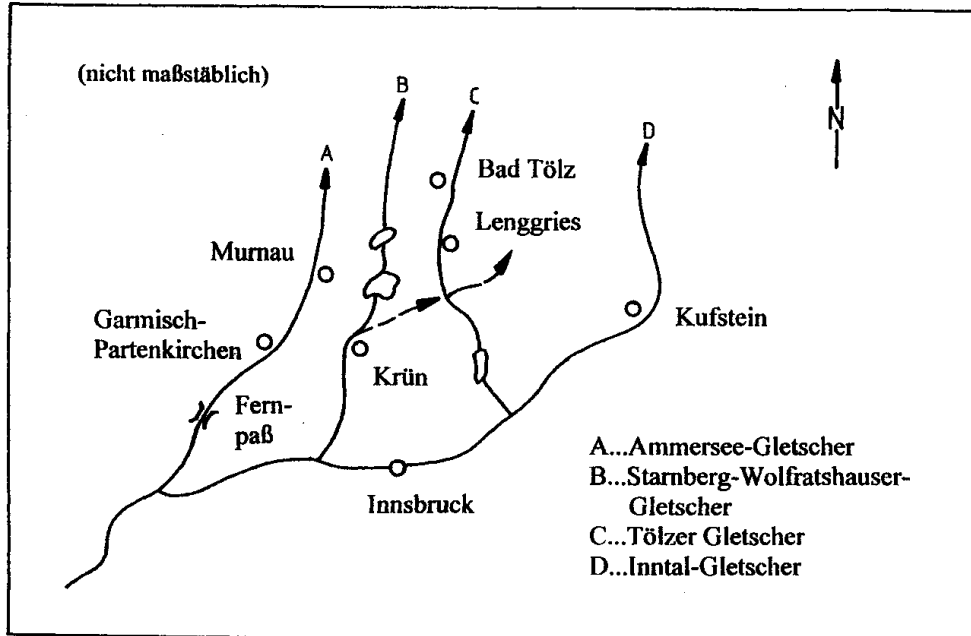 (nicht maßstäblich)
B
C
N
D
A
Bad Tölz
Lenggries
Murnau
Garmisch-
Partenkirchen
Kufstein
Krün
Fern-
paß
Innsbruck
A...Ammersee-Gletscher
B...Starnberg-Wolfratshauser-
Gletscher
C...Tölzer Gletscher
D...Inntal-Gletscher